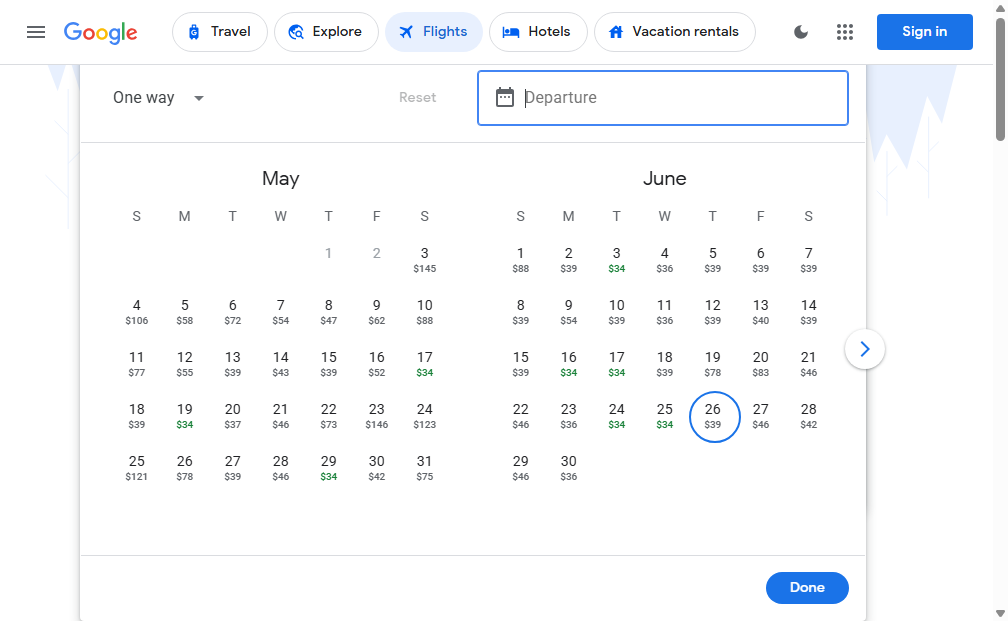 Google Travel Explore Flights Hotels Vacation rentals Sign in
One way Reset Departure
May June
S M T W T F S S M T W T F S
1 2 3 1 2 3 4 5 6 7
$145 $88 $39 $34 $36 $39 $39 $39
4 5 6 7 8 9 10 8 9 10 11 12 13 14
$106 $58 $72 $54 $47 $62 $88 $39 $54 $39 $36 $39 $40 $39
11 12 13 14 15 16 17 15 16 17 18 19 20 21
$77 $55 $39 $43 $39 $52 $34 $39 $34 $34 $39 $78 $83 $46
18 19 20 21 22 23 24 22 23 24 25 26 27 28
$39 $34 $37 $46 $73 $146 $123 $46 $36 $34 $34 $39 $46 $42
25 26 27 28 29 30 31 29 30
$121 $78 $39 $46 $34 $42 $75 $46 $36
Done